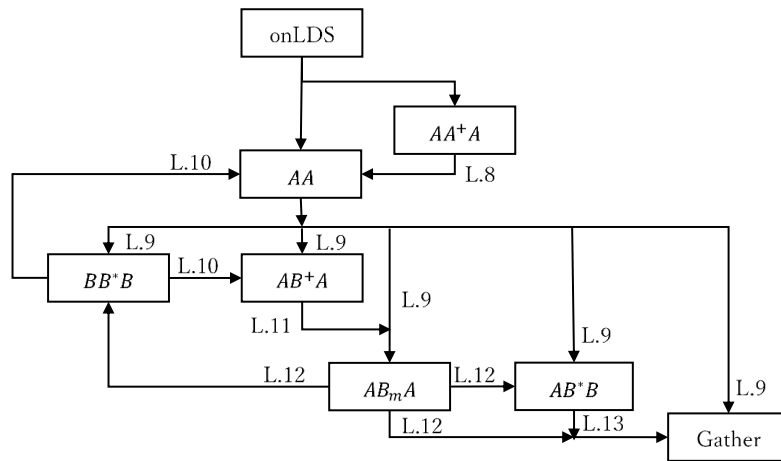 onLDS
$AA^+A$
L.10
$AA$
L.8
L.9
L.9
$BB^*B$
L.10
$AB^+A$
L.9
L.11
L.9
L.12
$AB_mA$
L.12
$AB^*B$
L.9
L.12
L.13
Gather